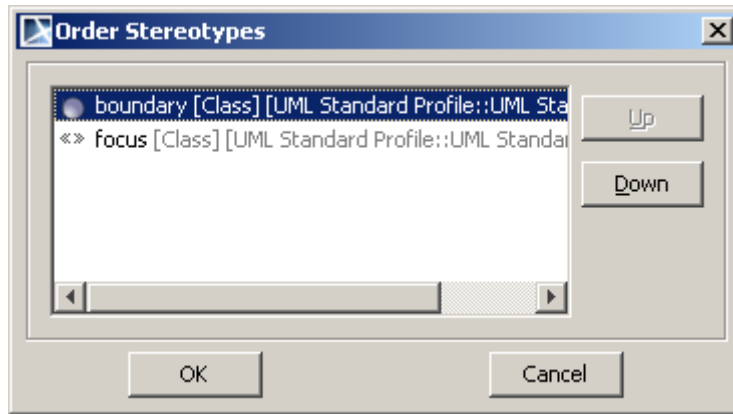 Order Stereotypes
boundary [Class] [UML Standard Profile::UML Sta
«» focus [Class] [UML Standard Profile::UML Standar
Up
Down
OK
Cancel